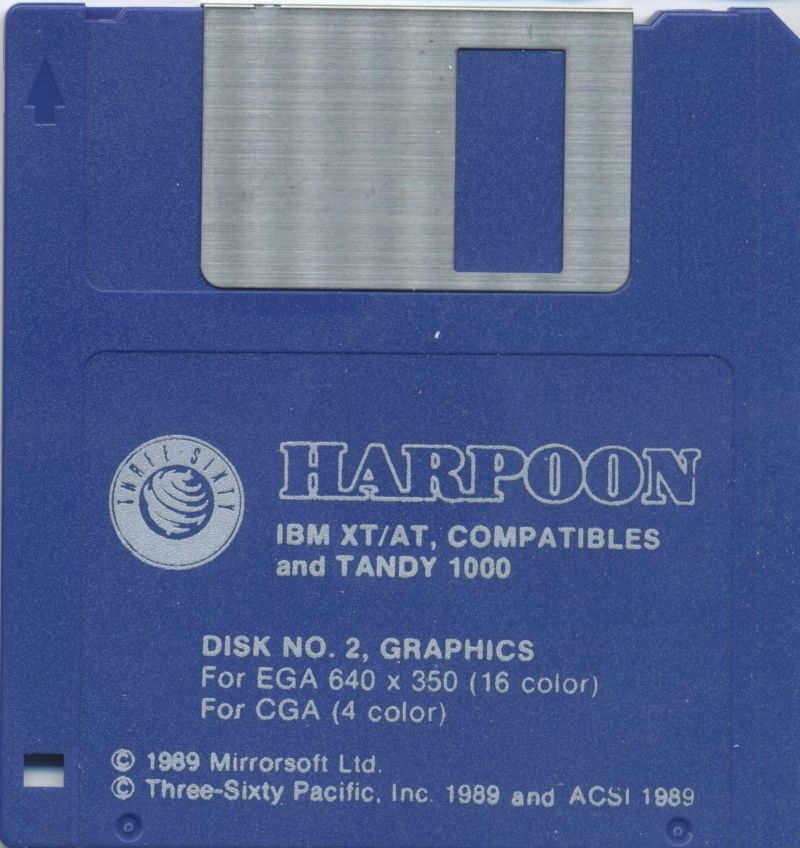 THREE-SIXTY
HARPOON
IBM XT/AT, COMPATIBLES
and TANDY 1000
DISK NO. 2, GRAPHICS
For EGA 640 x 350 (16 color)
For CGA (4 color)
© 1989 Mirrorsoft Ltd.
© Three-Sixty Pacific, Inc. 1989 and ACSI 1989